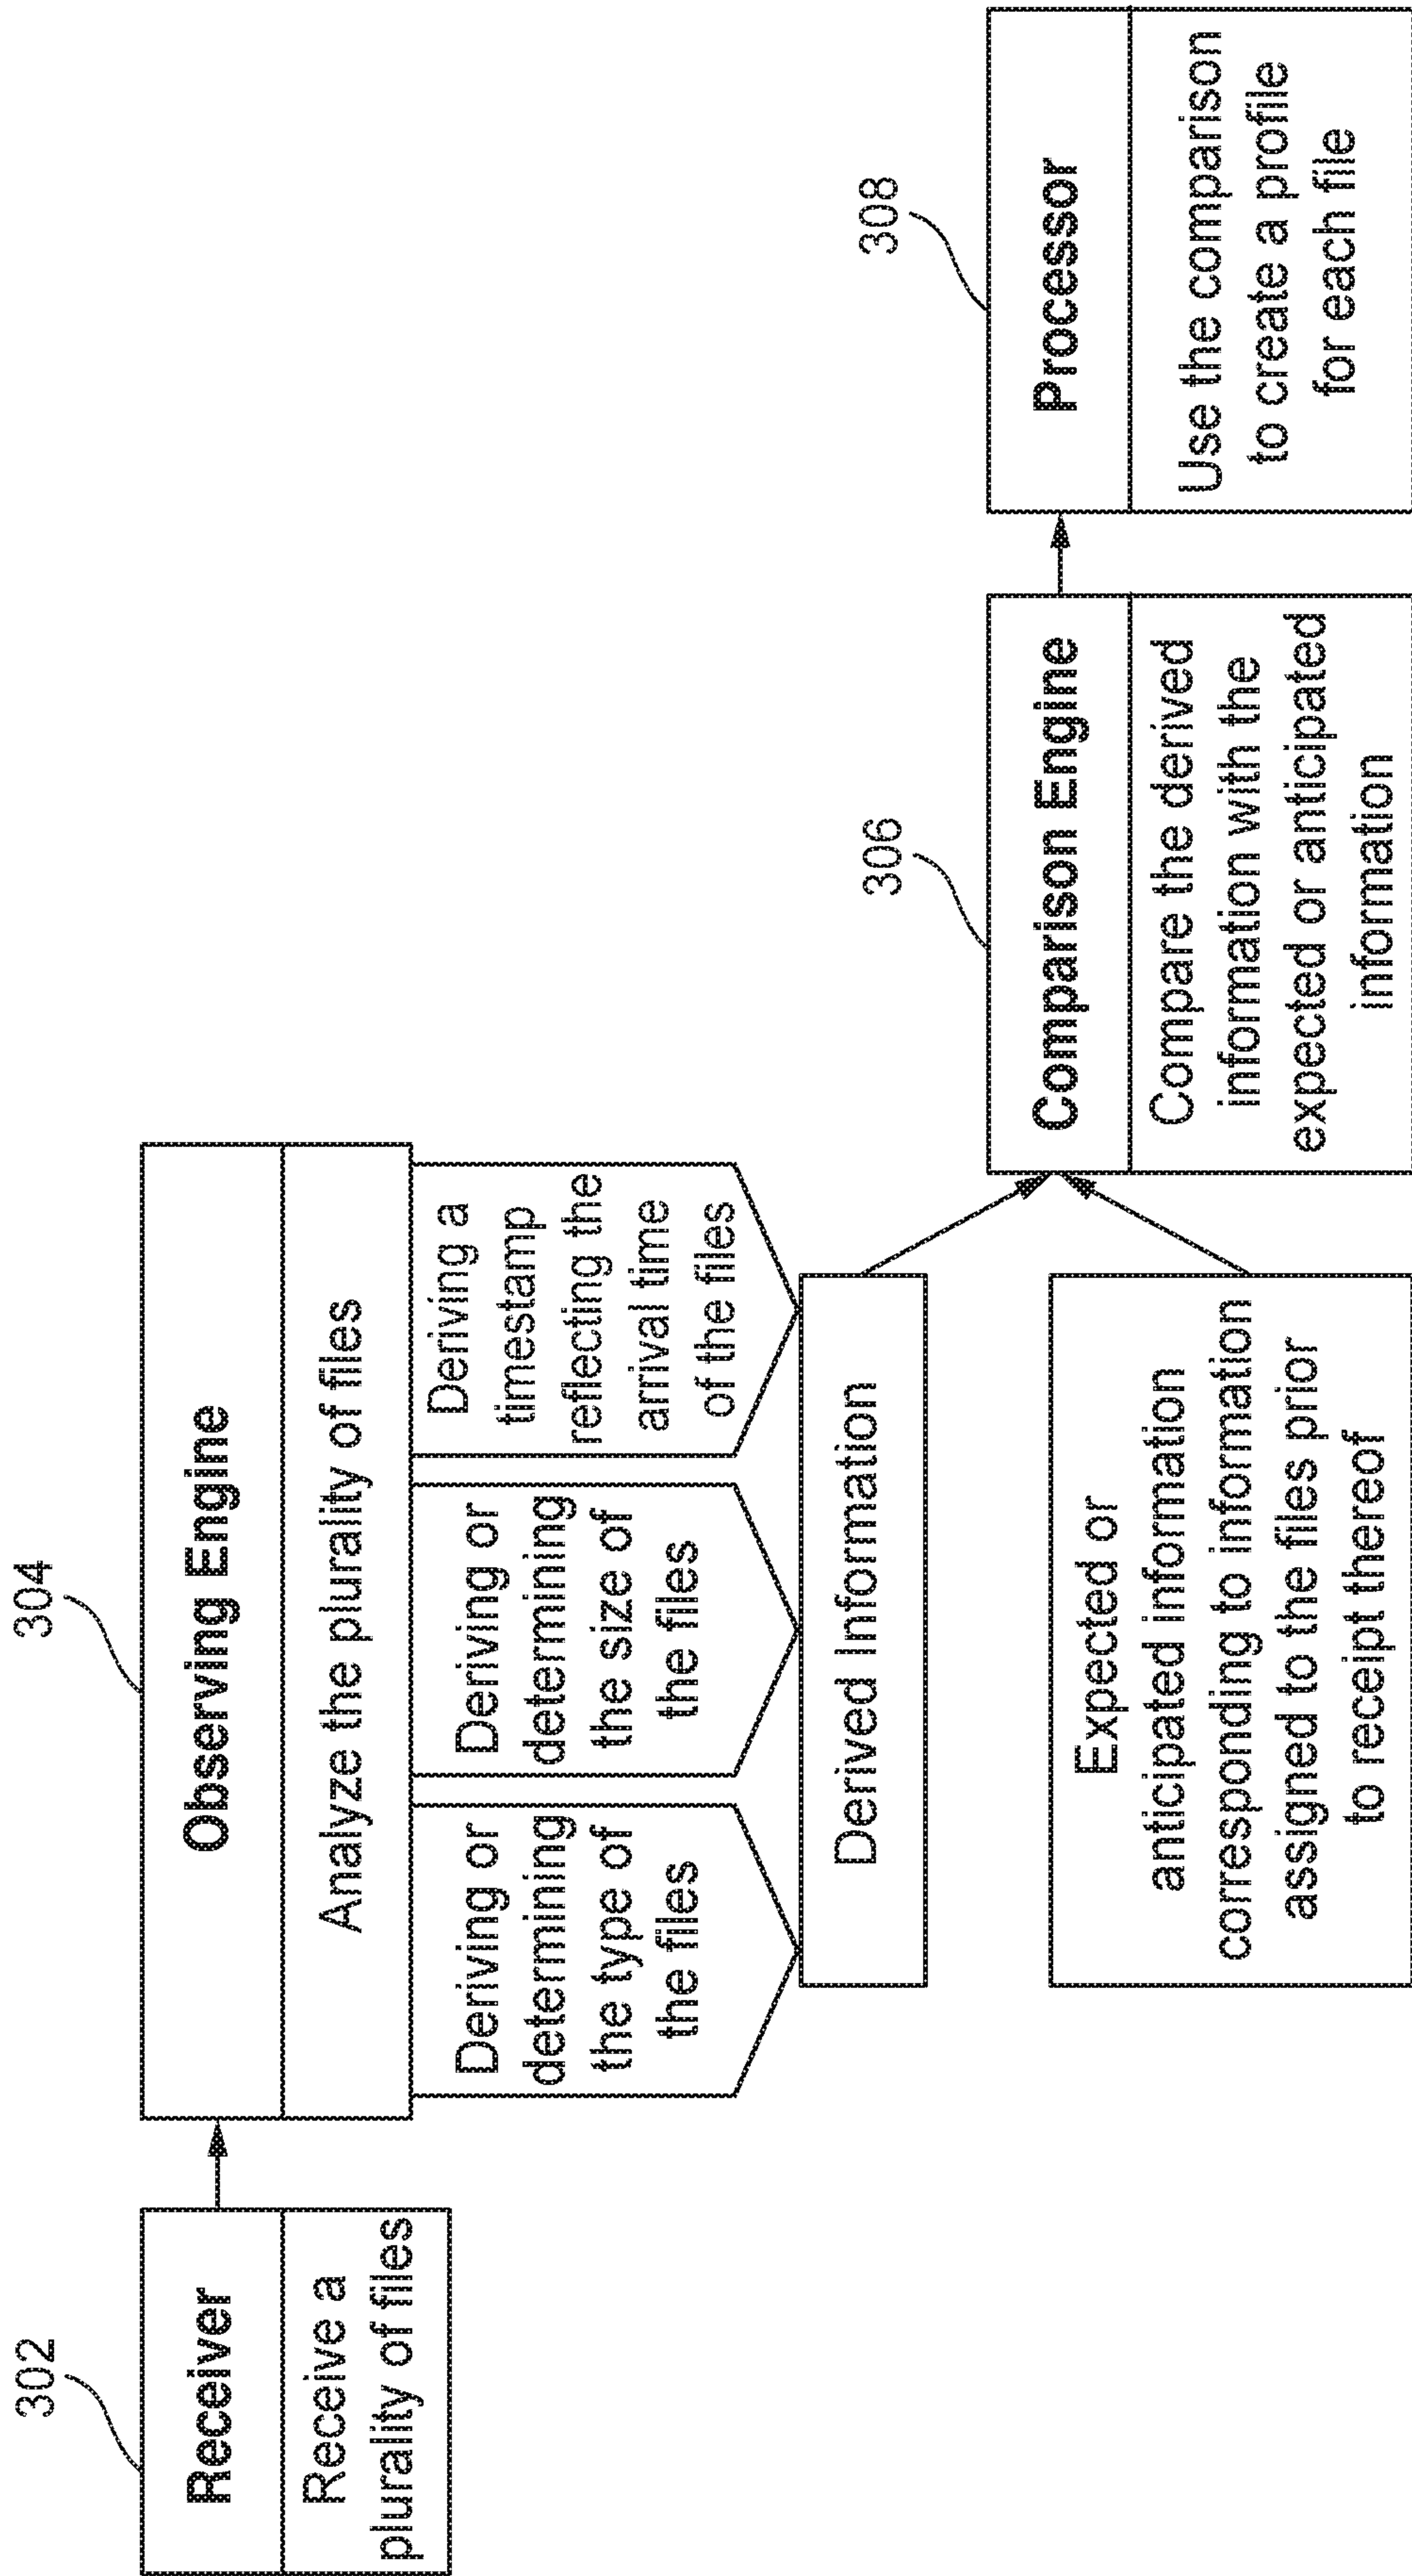 302
Receiver
Receive a
plurality of files
304
Observing Engine
Analyze the plurality of files
Deriving or
determining
the type of
the files
Deriving or
determining
the size of
the files
Deriving a
timestamp
reflecting the
arrival time
of the files
Derived Information
Expected or
anticipated information
corresponding to information
assigned to the files prior
to receipt thereof
306
Comparison Engine
Compare the derived
information with the
expected or anticipated
information
308
Processor
Use the comparison
to create a profile
for each file